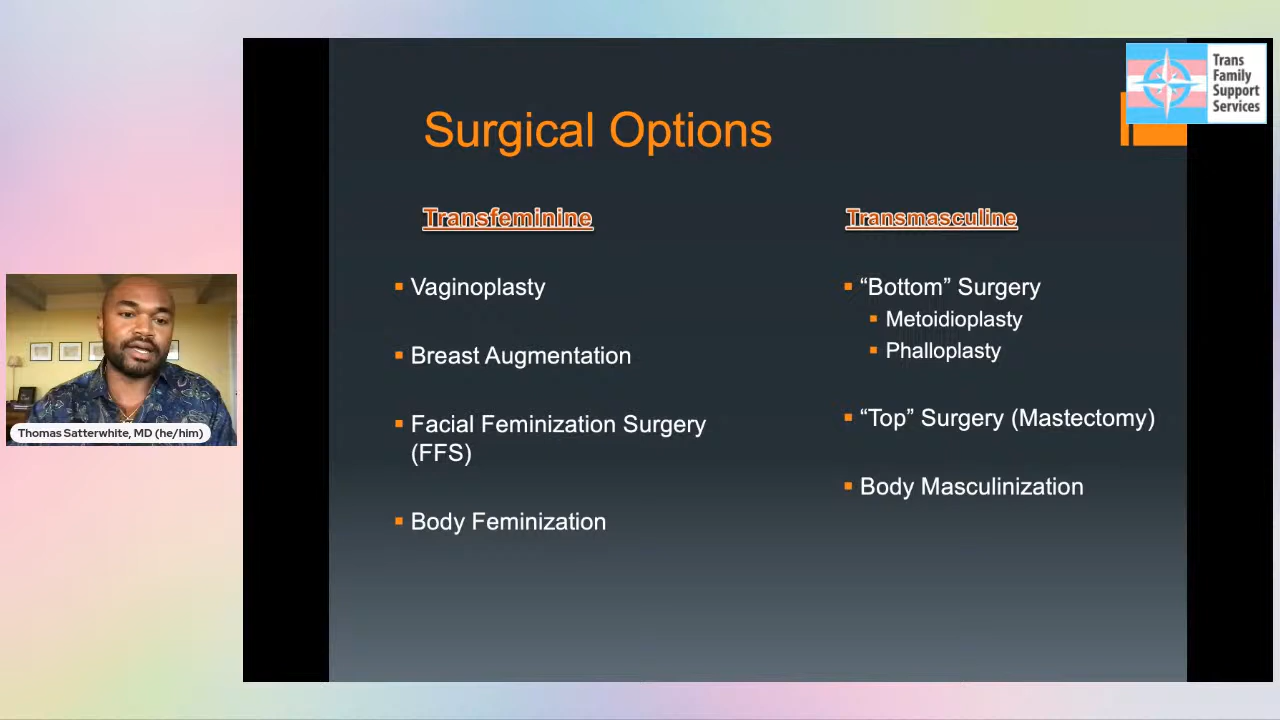 Trans
Family
Support
Services
Surgical Options
Transfeminine
Vaginoplasty
Breast Augmentation
Facial Feminization Surgery
(FFS)
Body Feminization
Transmasculine
“Bottom” Surgery
Metoidioplasty
Phalloplasty
“Top” Surgery (Mastectomy)
Body Masculinization
Thomas Satterwhite, MD (he/him)